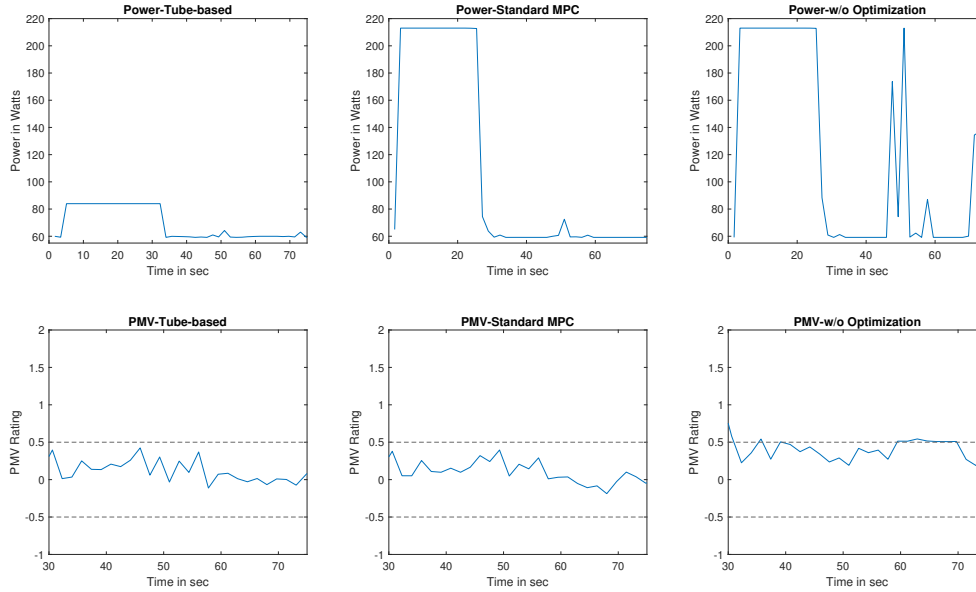 Power-Tube-based
Power-Standard MPC
Power-w/o Optimization
220
200
180
160
140
120
100
80
60
Power in Watts
0 10 20 30 40 50 60 70
Time in sec
220
200
180
160
140
120
100
80
60
Power in Watts
0 20 40 60
Time in sec
220
200
180
160
140
120
100
80
60
Power in Watts
0 20 40 60
Time in sec
PMV-Tube-based
PMV-Standard MPC
PMV-w/o Optimization
2
1.5
1
0.5
0
-0.5
-1
PMV Rating
30 40 50 60 70
Time in sec
2
1.5
1
0.5
0
-0.5
-1
PMV Rating
30 40 50 60 70
Time in sec
2
1.5
1
0.5
0
-0.5
-1
PMV Rating
30 40 50 60 70
Time in sec